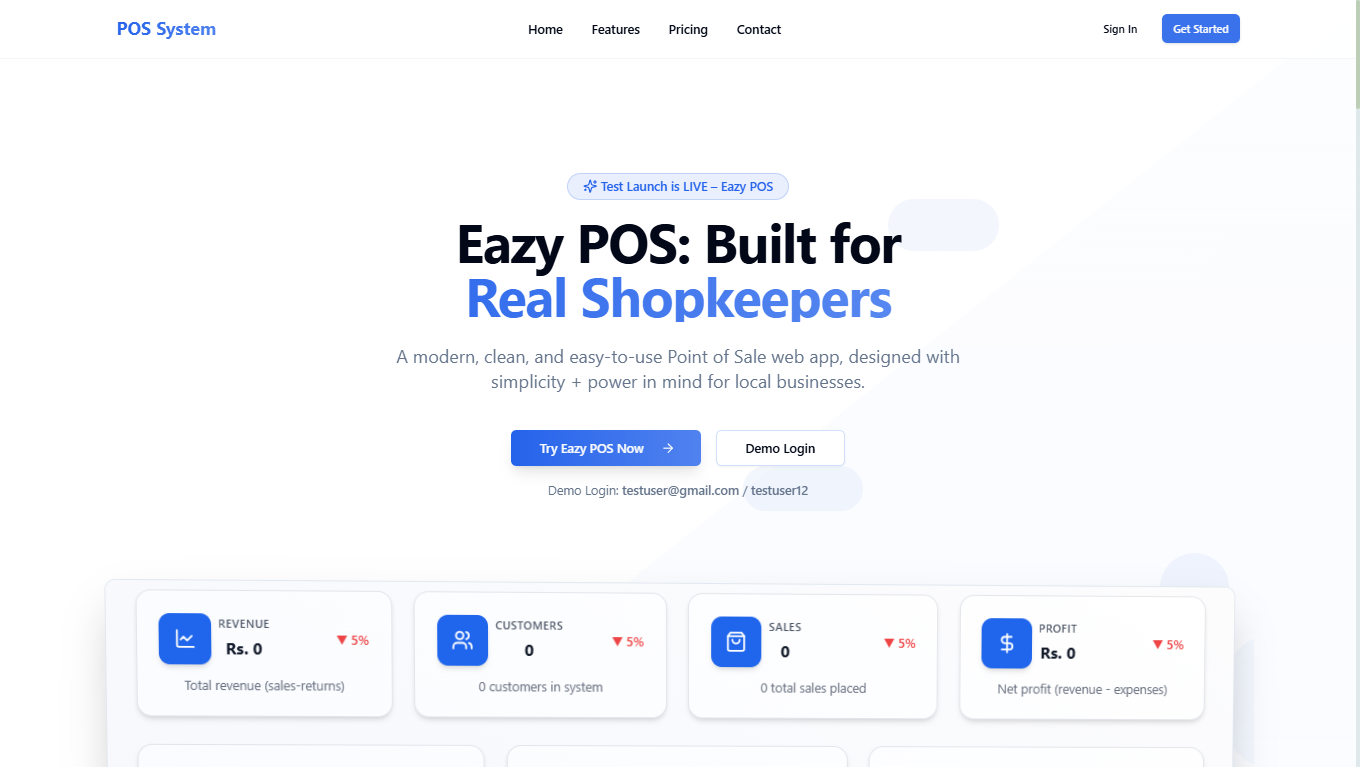 POS System
Home
Features
Pricing
Contact
Sign In
Get Started
Test Launch is LIVE – Eazy POS
Eazy POS: Built for
Real Shopkeepers
A modern, clean, and easy-to-use Point of Sale web app, designed with
simplicity + power in mind for local businesses.
Try Eazy POS Now →
Demo Login
Demo Login: testuser@gmail.com / testuser12
REVENUE
Rs. 0
▼ 5%
Total revenue (sales-returns)
CUSTOMERS
0
▼ 5%
0 customers in system
SALES
0
▼ 5%
0 total sales placed
PROFIT
Rs. 0
▼ 5%
Net profit (revenue - expenses)